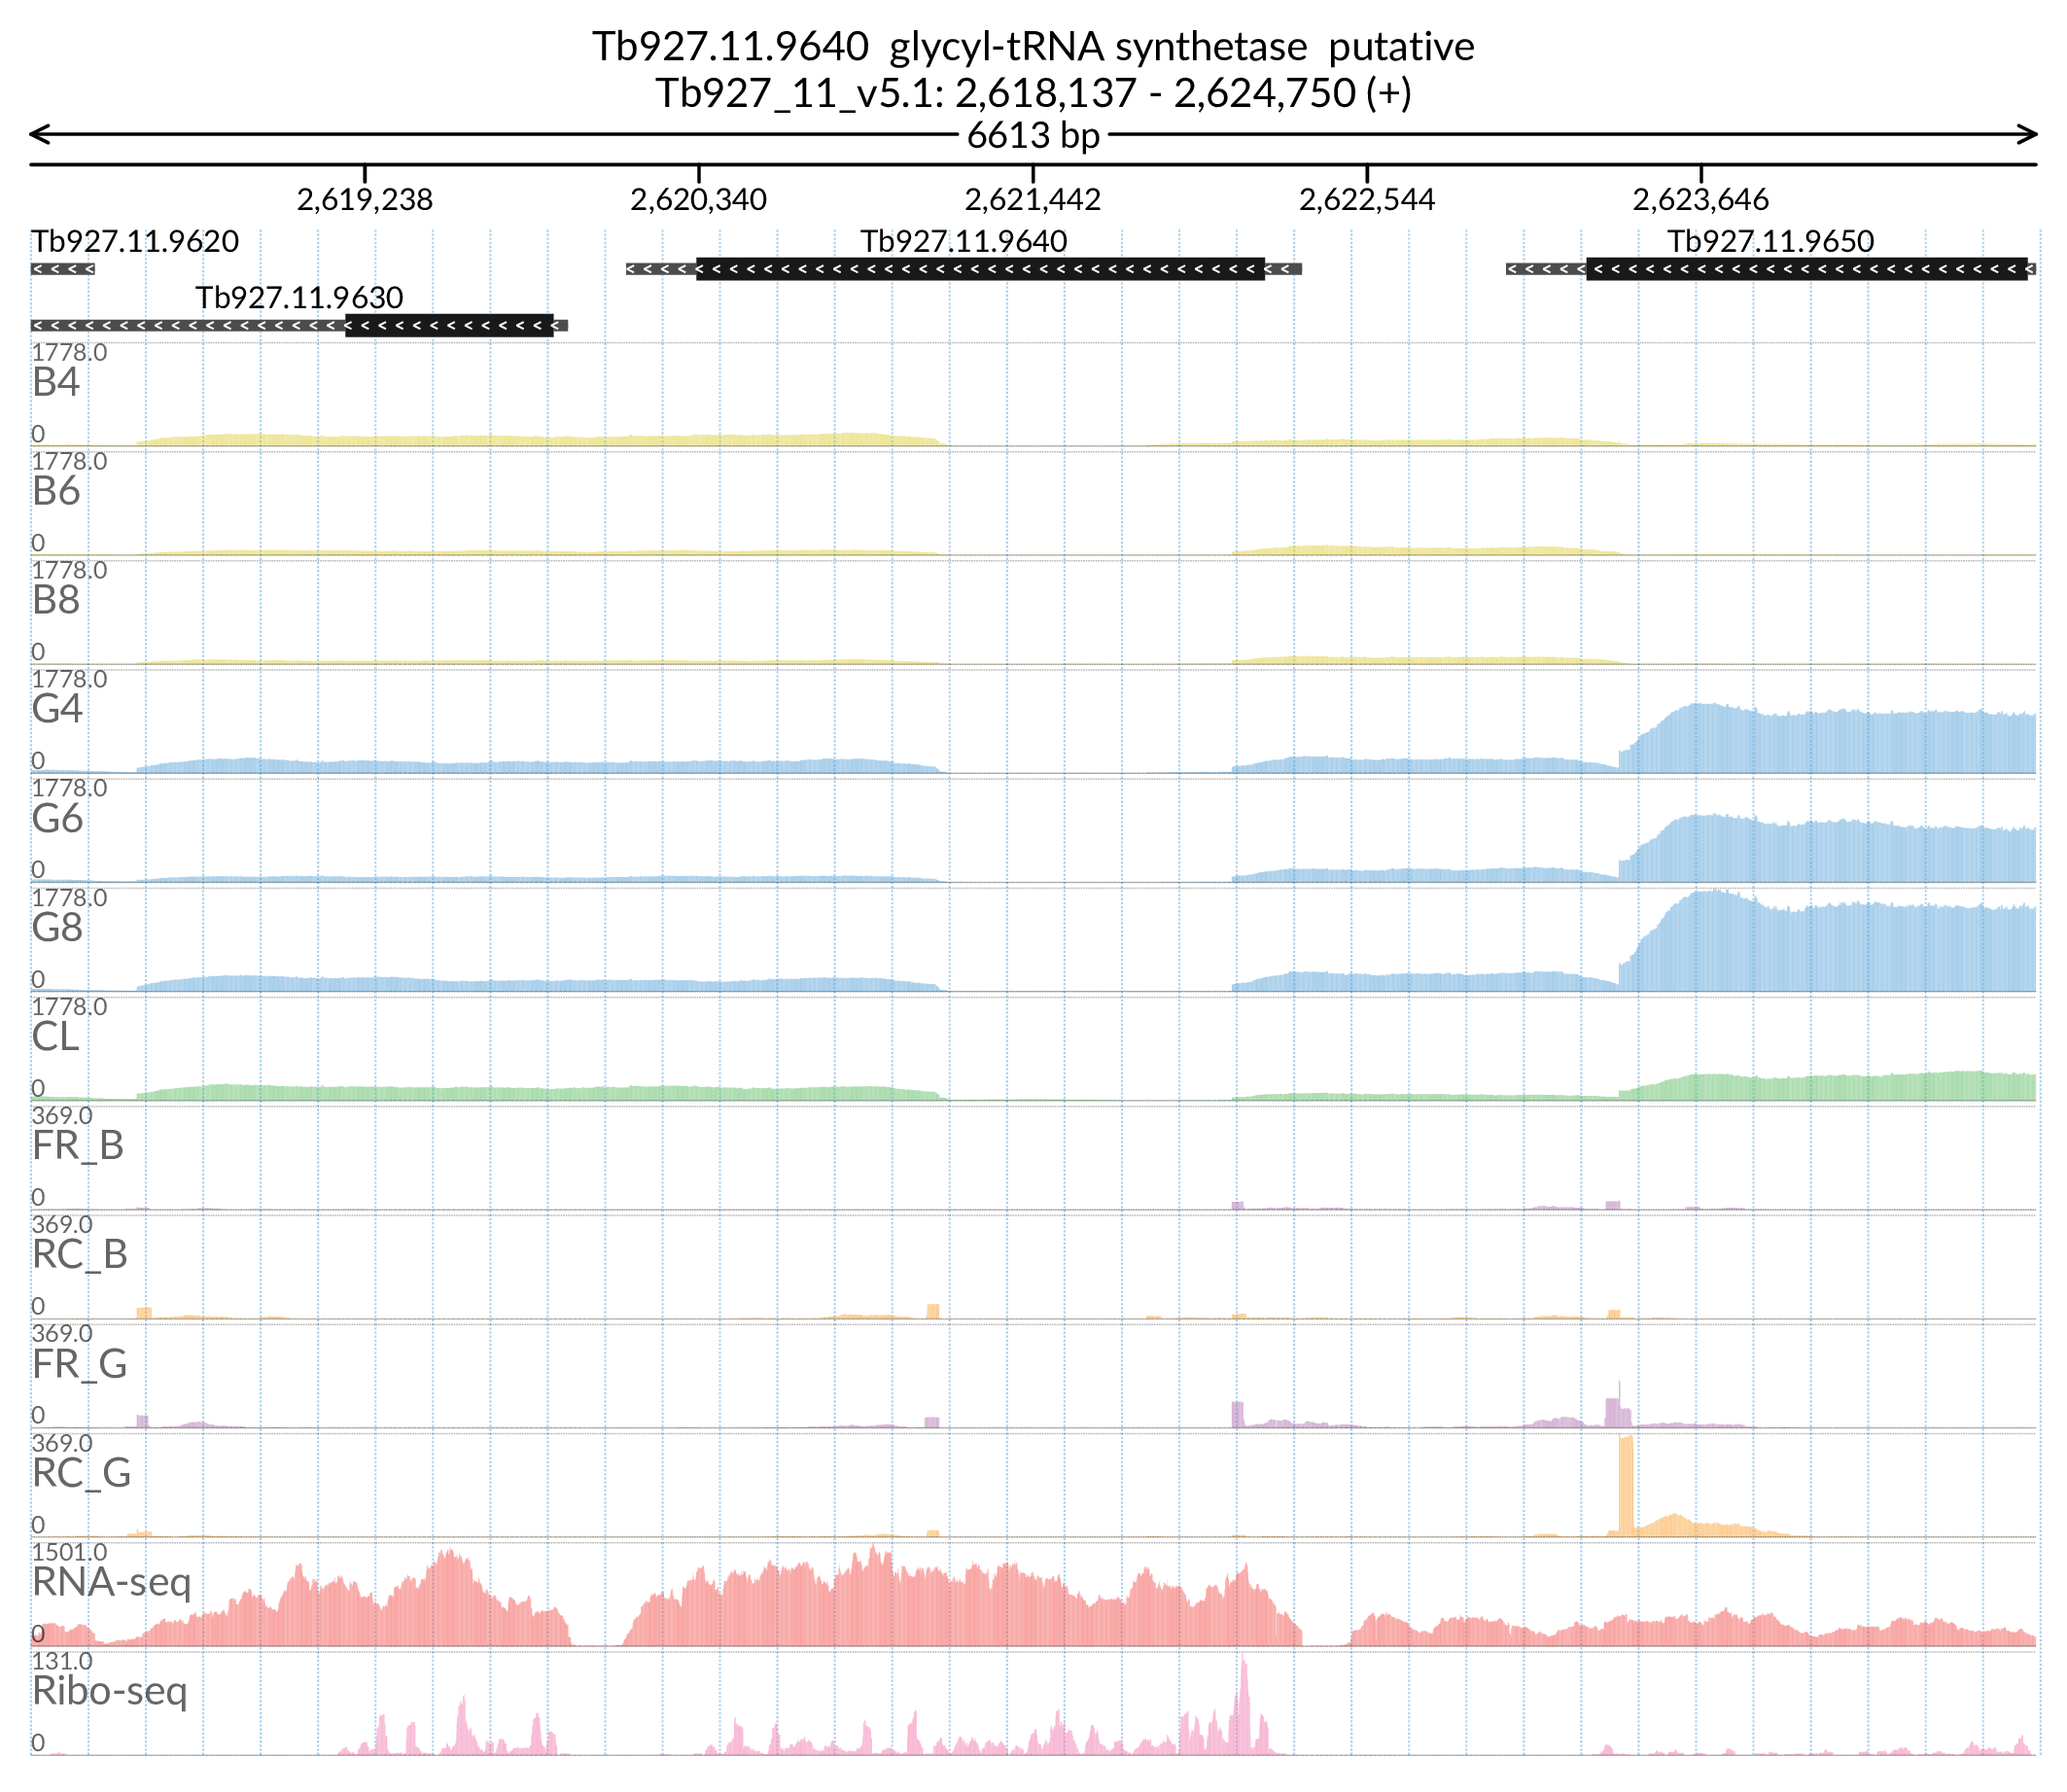 Tb927.11.9640  glycyl-tRNA synthetase  putative
Tb927_11_v5.1: 2,618,137 - 2,624,750 (+)
6613 bp
2,619,238 2,620,340 2,621,442 2,622,544 2,623,646
Tb927.11.9620 Tb927.11.9640 Tb927.11.9650
Tb927.11.9630
1778.0
B4
0
1778.0
B6
0
1778.0
B8
0
1778.0
G4
0
1778.0
G6
0
1778.0
G8
0
1778.0
CL
0
369.0
FR_B
0
369.0
RC_B
0
369.0
FR_G
0
369.0
RC_G
0
1501.0
RNA-seq
0
131.0
Ribo-seq
0